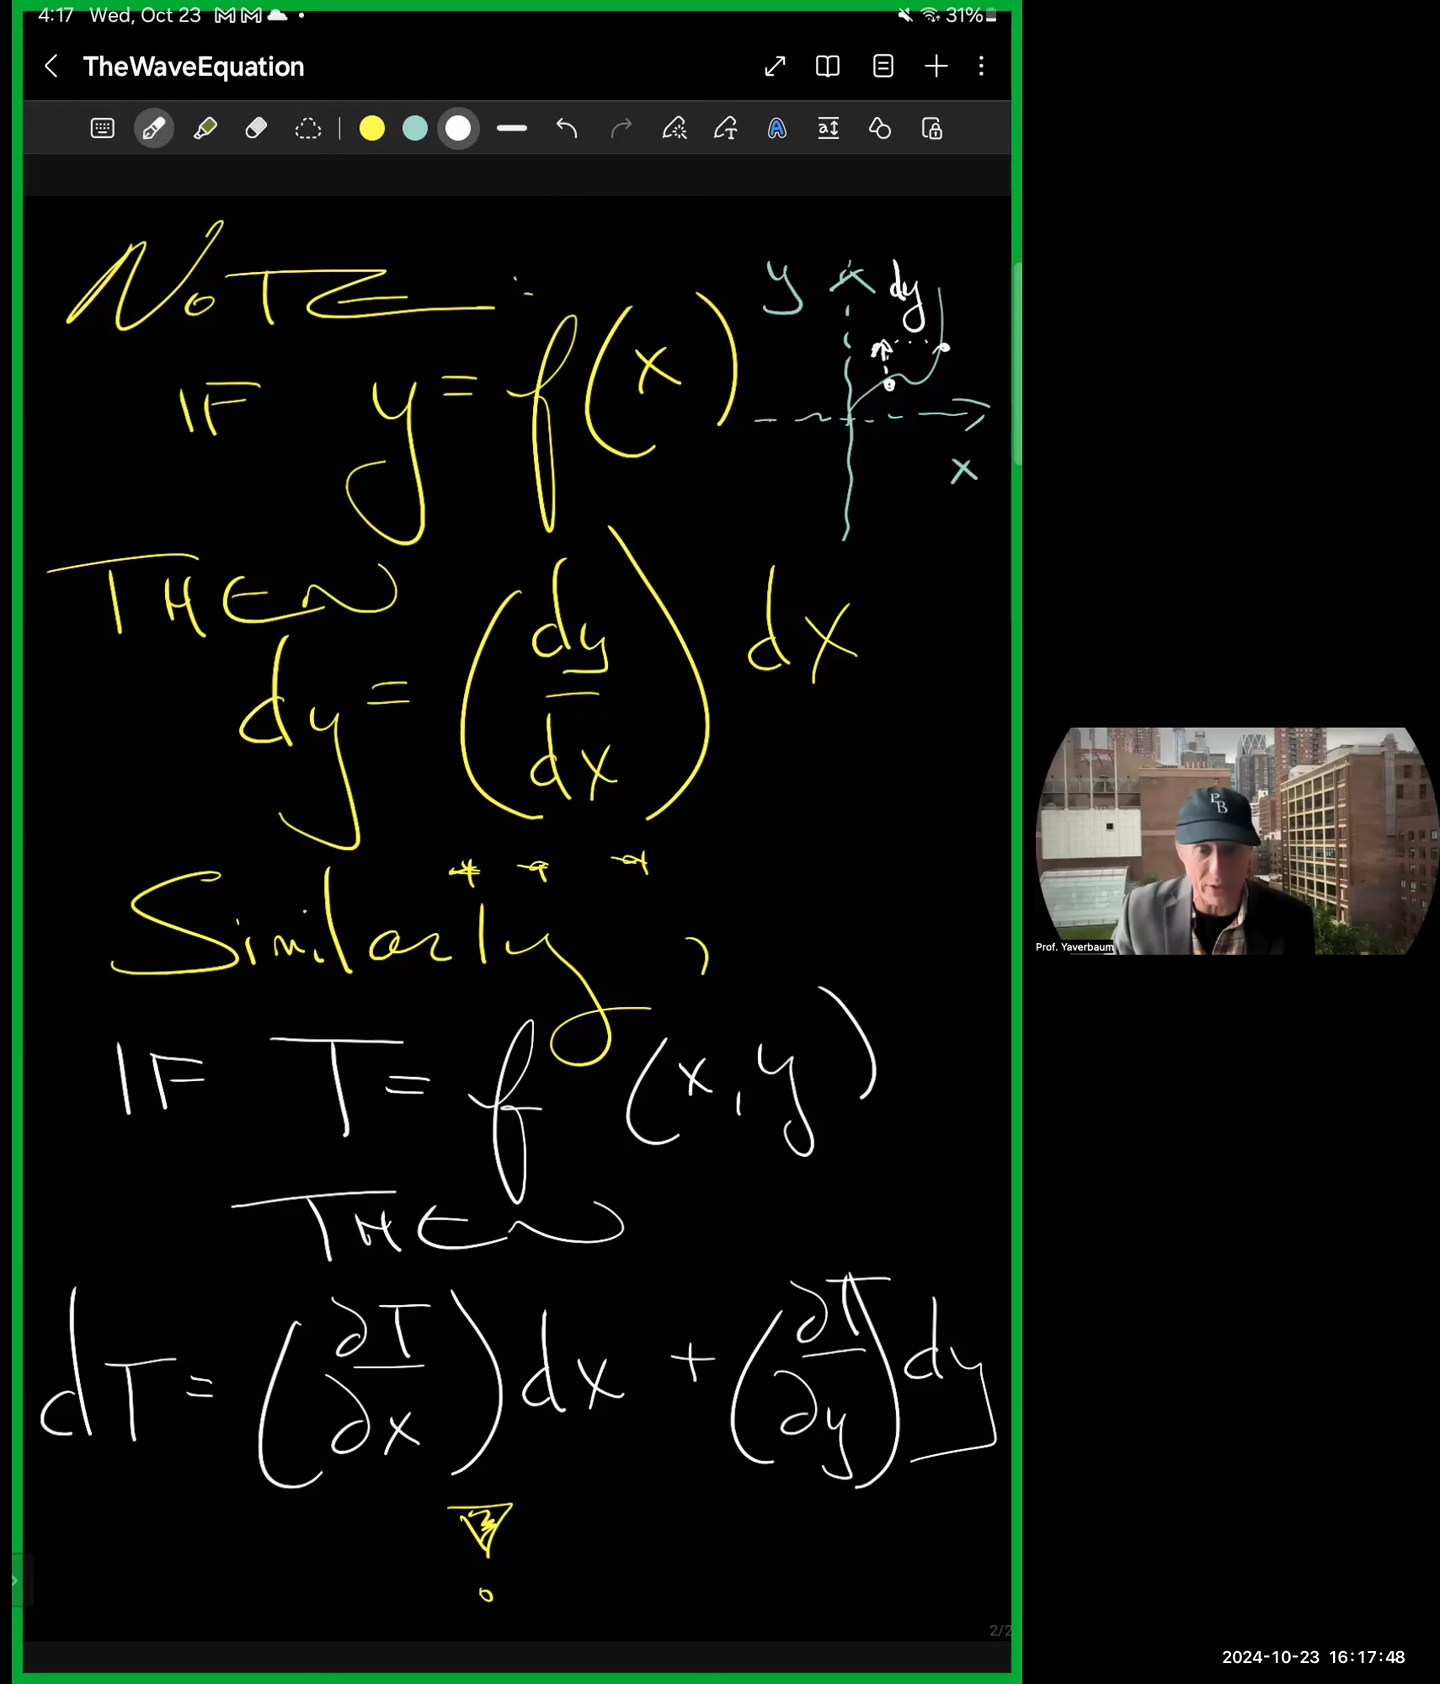 4:17 Wed, Oct 23 31%
TheWaveEquation
NOTE:
y dy
IF y = f(x)
x
THEN
dy = (dy/dx) dx
Similarly,
IF T = f(x, y)
THEN
dT = (∂T/∂x) dx + (∂T/∂y) dy
2/2
PB
Prof. Yaverbaum
2024-10-23 16:17:48